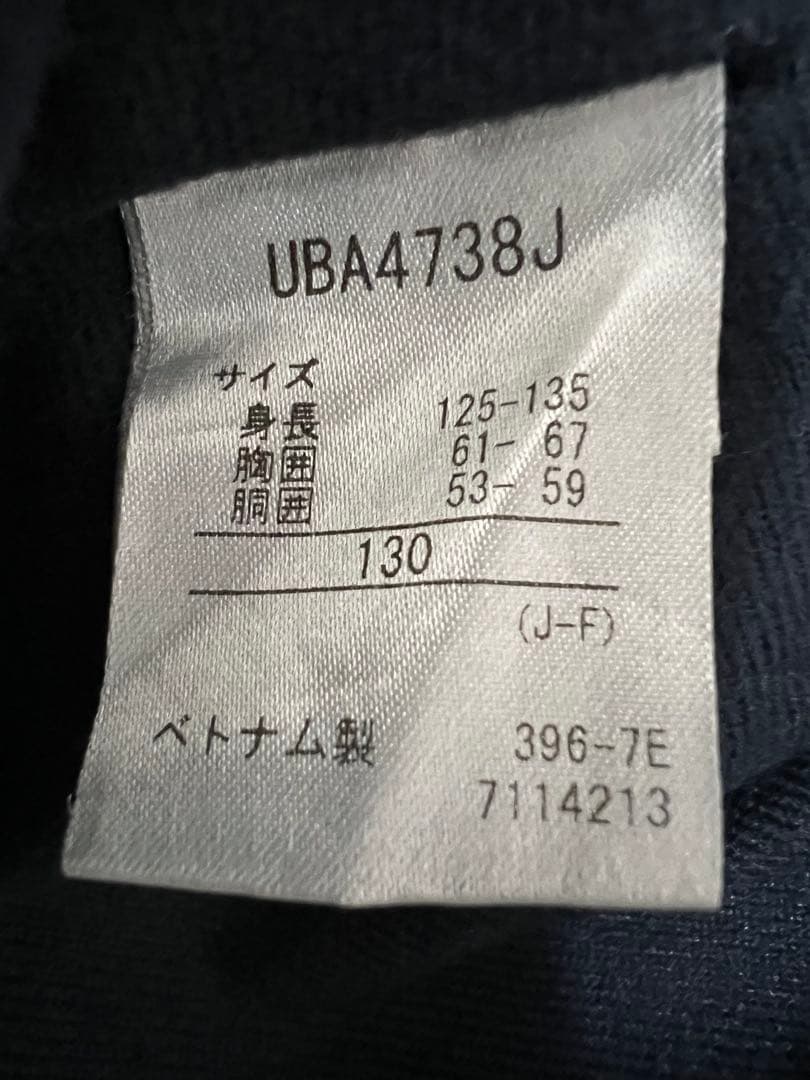 UBA4738J
サイズ
身長 125-135
胸囲 61- 67
胴囲 53- 59
130
(J-F)
ベトナム製 396-7E
7114213